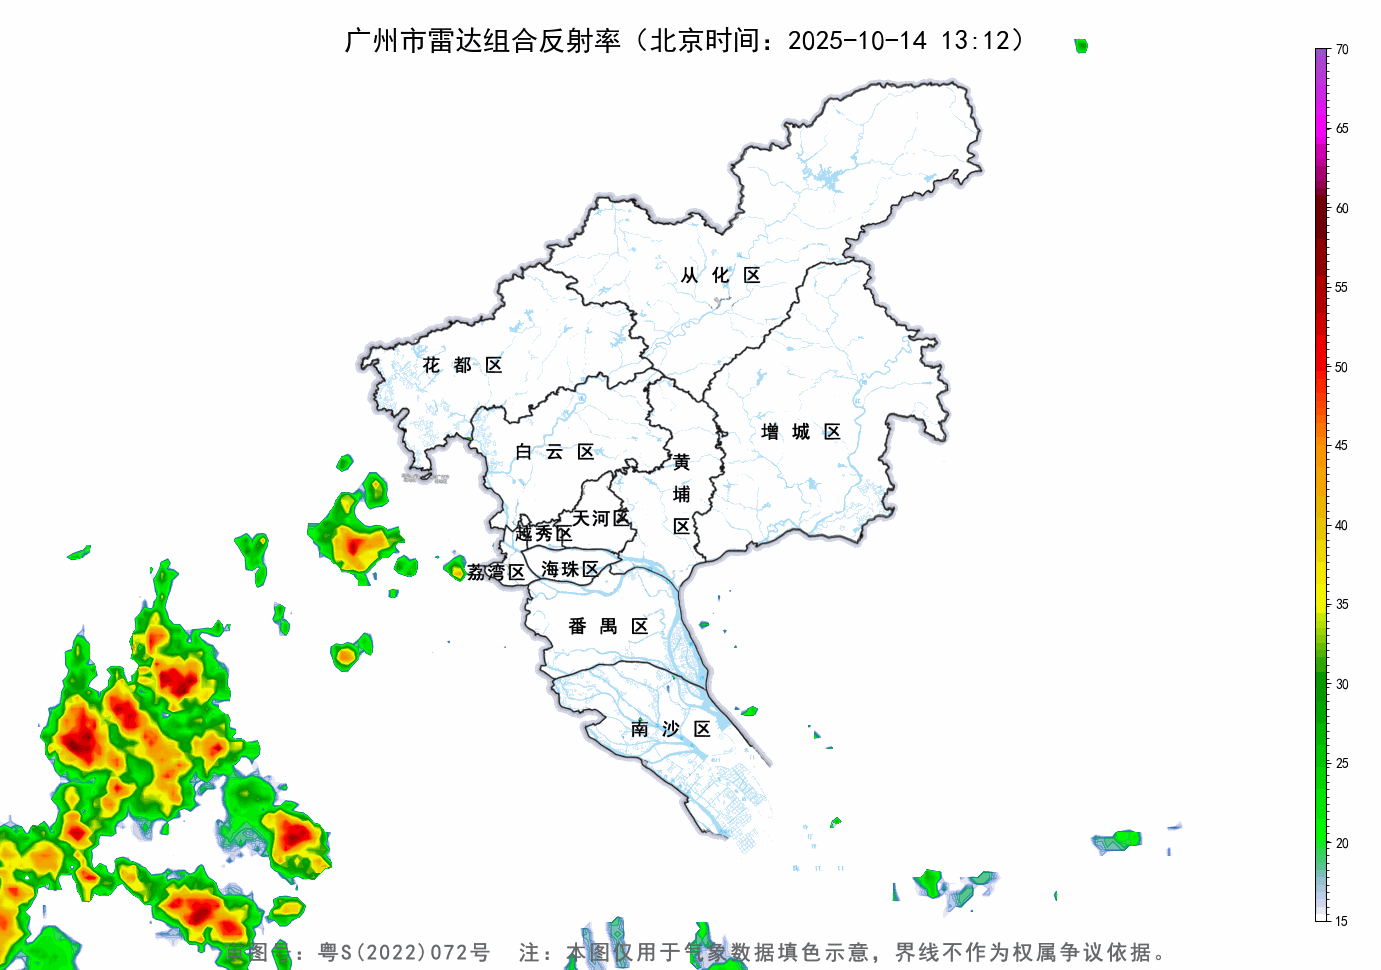 广州市雷达组合反射率（北京时间：2025-10-14 13:12）
70
65
60
55
50
45
40
35
30
25
20
15
从化区
花都区
增城区
白云区
黄埔区
天河区
越秀区
荔湾区
海珠区
番禺区
南沙区
图号：粤S(2022)072号 注：本图仅用于气象数据填色示意，界线不作为权属争议依据。